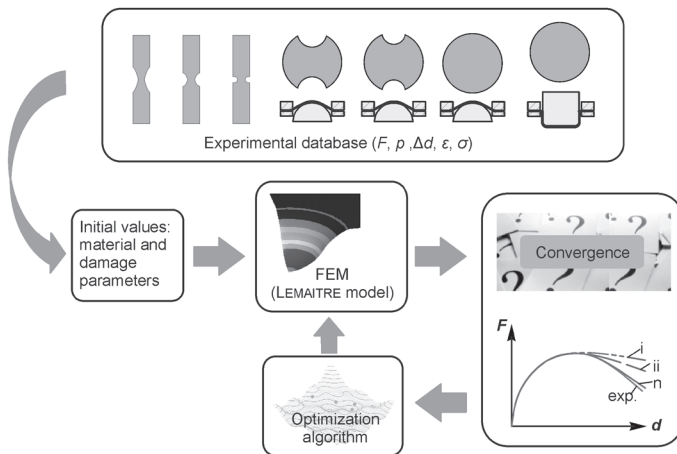 Experimental database (F, p ,Δd, ε, σ)
Initial values:
material and
damage
parameters
FEM
(LEMAITRE model)
Convergence
? ? ? ?
? ? ?
Optimization
algorithm
F
i
ii
n
exp.
d